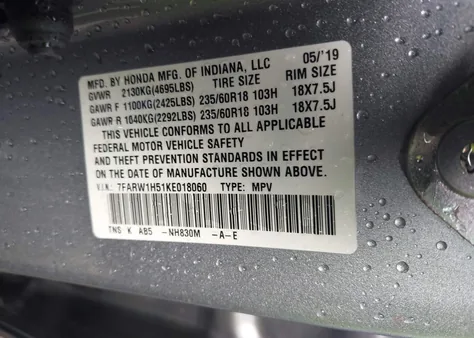 MFD. BY HONDA MFG. OF INDIANA, LLC 05/'19
GVWR 2130KG(4695LBS) TIRE SIZE RIM SIZE
GAWR F 1100KG(2425LBS) 235/60R18 103H 18X7.5J
GAWR R 1040KG(2292LBS) 235/60R18 103H 18X7.5J
THIS VEHICLE CONFORMS TO ALL APPLICABLE
FEDERAL MOTOR VEHICLE SAFETY
AND THEFT PREVENTION STANDARDS IN EFFECT
ON THE DATE OF MANUFACTURE SHOWN ABOVE.
V.I.N.: 7FARW1H51KE018060 TYPE: MPV
TNS K AB5 -NH830M -A-E